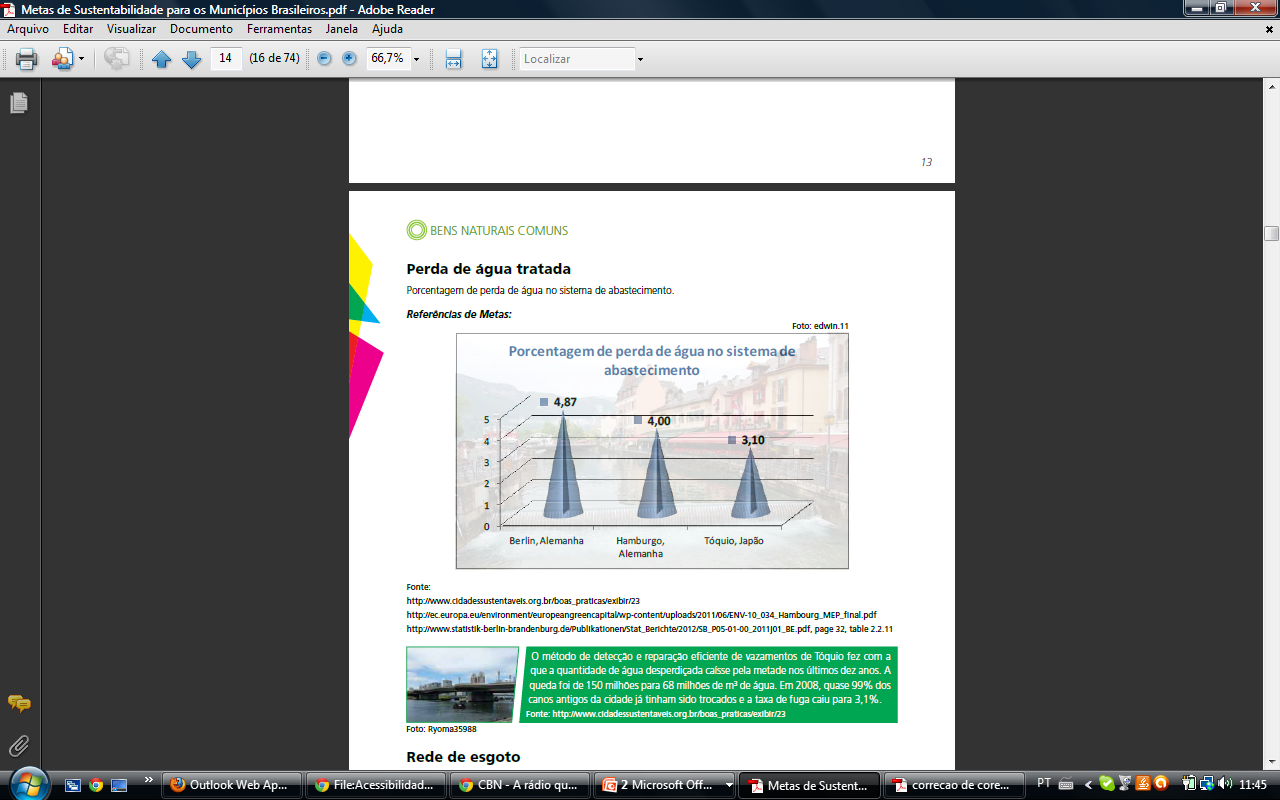 Metas de Sustentabilidade para os Municípios Brasileiros.pdf - Adobe Reader
Arquivo Editar Visualizar Documento Ferramentas Janela Ajuda
14 (16 de 74) 66,7% Localizar
13
BENS NATURAIS COMUNS
Perda de água tratada
Porcentagem de perda de água no sistema de abastecimento.
Referências de Metas:
Foto: edwin.11
Porcentagem de perda de água no sistema de
abastecimento
4,87
4,00
3,10
5
4
3
2
1
0
Berlin, Alemanha
Hamburgo,
Alemanha
Tóquio, Japão
Fonte:
http://www.cidadessustentaveis.org.br/boas_praticas/exibir/23
http://ec.europa.eu/environment/europeangreencapital/wp-content/uploads/2011/06/ENV-10_034_Hambourg_MEP_final.pdf
http://www.statistik-berlin-brandenburg.de/Publikationen/Stat_Berichte/2012/SB_P05-01-00_2011j01_BE.pdf, page 32, table 2.2.11
O método de detecção e reparação eficiente de vazamentos de Tóquio fez com a
que a quantidade de água desperdiçada caísse pela metade nos últimos dez anos. A
queda foi de 150 milhões para 68 milhões de m³ de água. Em 2008, quase 99% dos
canos antigos da cidade já tinham sido trocados e a taxa de fuga caiu para 3,1%.
Fonte: http://www.cidadessustentaveis.org.br/boas_praticas/exibir/23
Foto: Ryoma35988
Rede de esgoto
Outlook Web Ap... File:Acessibilidad... CBN - A rádio qu... 2 Microsoft Off... Metas de Sustent... correcao de core... PT 11:45